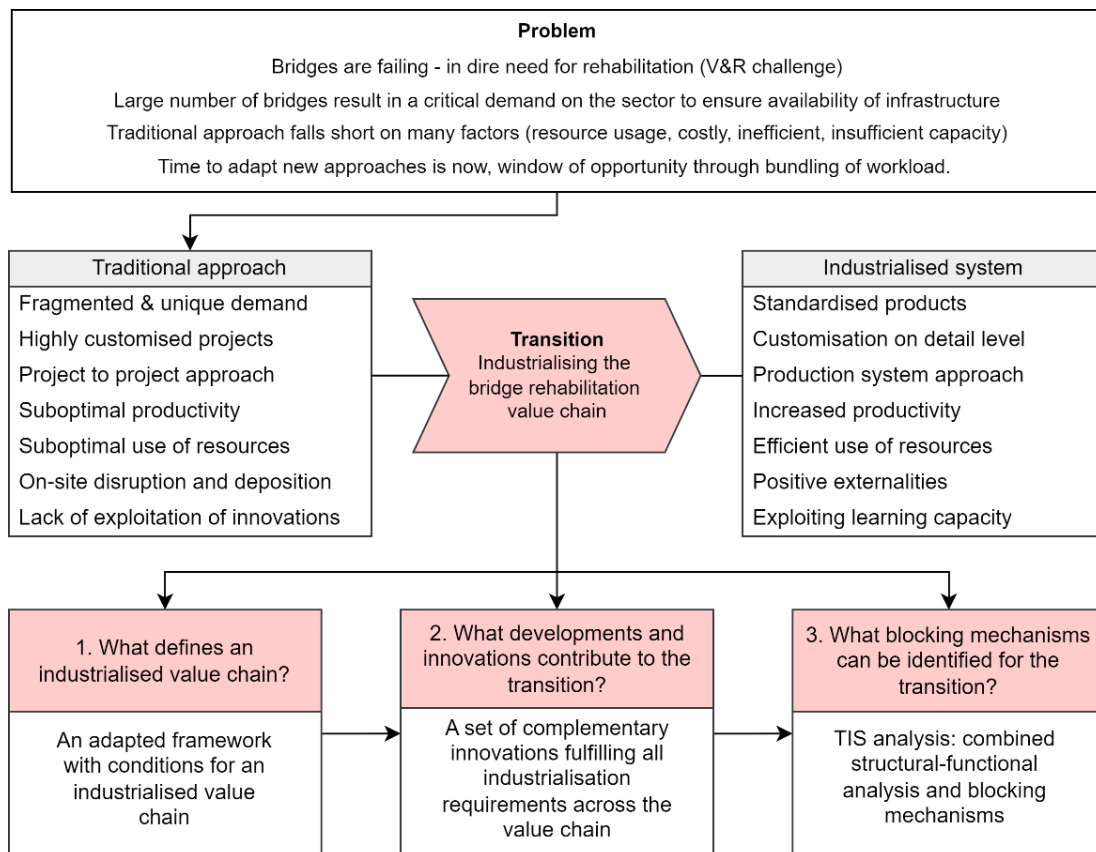 Problem
Bridges are failing - in dire need for rehabilitation (V&R challenge)
Large number of bridges result in a critical demand on the sector to ensure availability of infrastructure
Traditional approach falls short on many factors (resource usage, costly, inefficient, insufficient capacity)
Time to adapt new approaches is now, window of opportunity through bundling of workload.
Traditional approach
Fragmented & unique demand
Highly customised projects
Project to project approach
Suboptimal productivity
Suboptimal use of resources
On-site disruption and deposition
Lack of exploitation of innovations
Transition
Industrialising the
bridge rehabilitation
value chain
Industrialised system
Standardised products
Customisation on detail level
Production system approach
Increased productivity
Efficient use of resources
Positive externalities
Exploiting learning capacity
1. What defines an
industrialised value chain?
An adapted framework
with conditions for an
industrialised value
chain
2. What developments and
innovations contribute to the
transition?
A set of complementary
innovations fulfilling all
industrialisation
requirements across the
value chain
3. What blocking mechanisms
can be identified for the
transition?
TIS analysis: combined
structural-functional
analysis and blocking
mechanisms